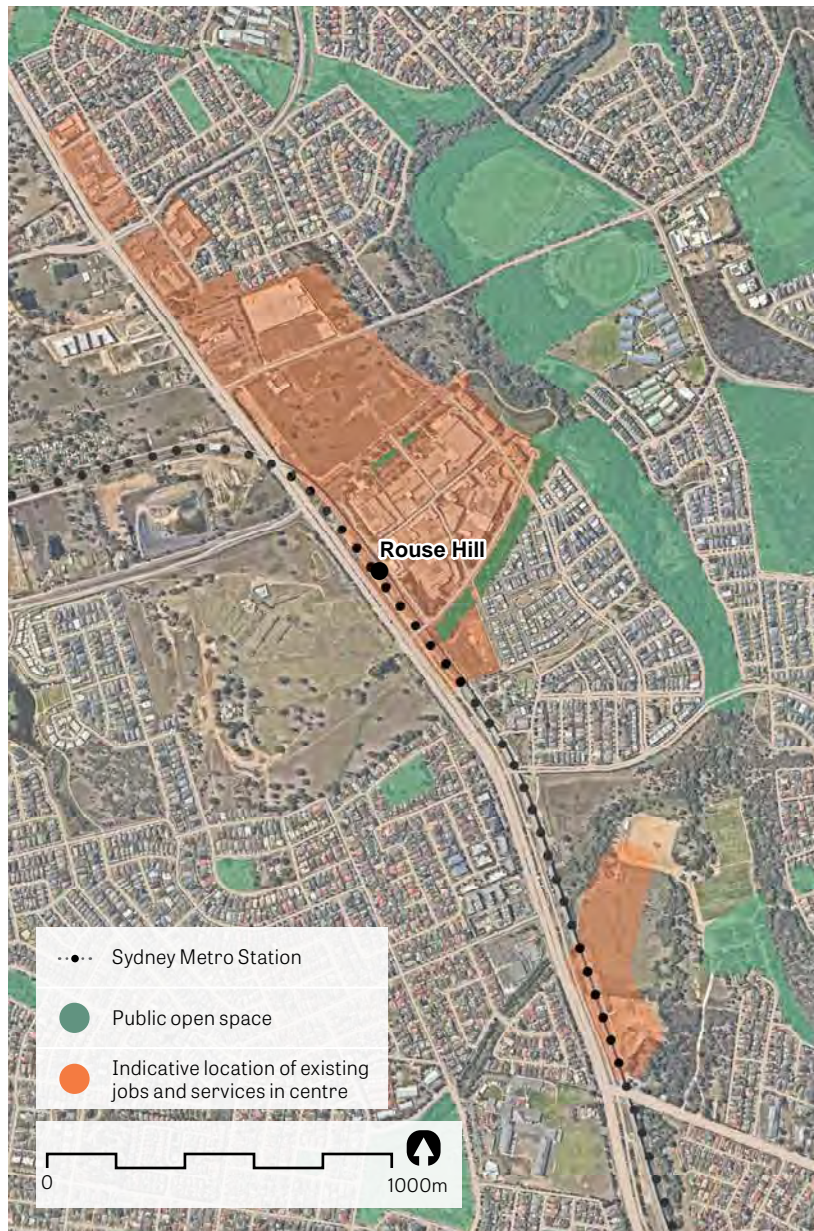 Rouse Hill
Sydney Metro Station
Public open space
Indicative location of existing
jobs and services in centre
0
1000m